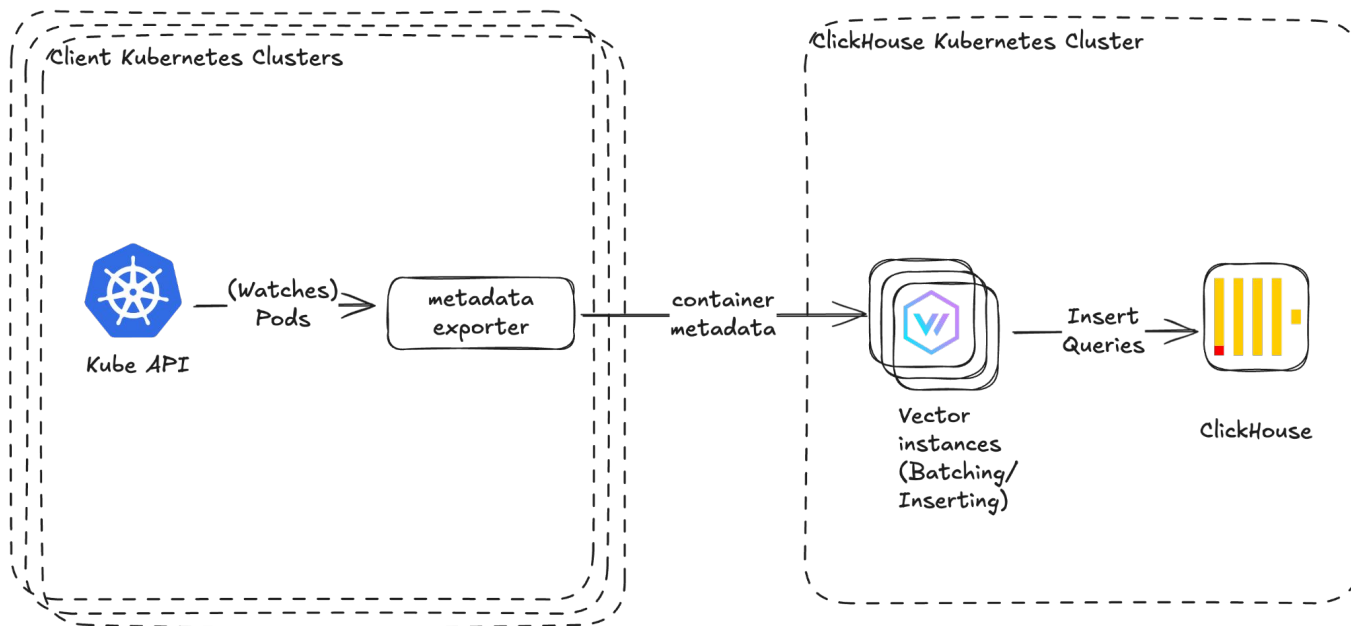 Client Kubernetes Clusters
ClickHouse Kubernetes Cluster
(Watches)
Pods
metadata
exporter
container
metadata
Insert
Queries
Kube API
Vector
instances
(Batching/
Inserting)
ClickHouse